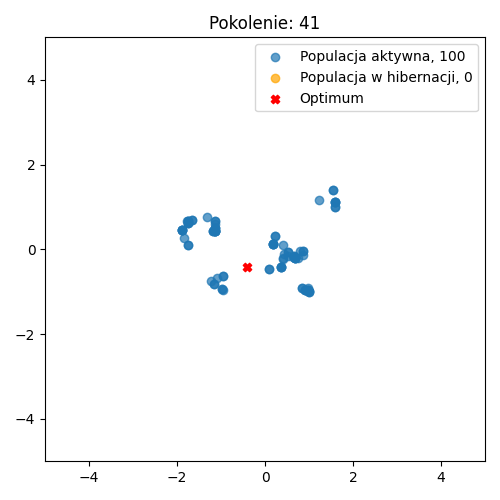 Pokolenie: 41
Populacja aktywna, 100
Populacja w hibernacji, 0
Optimum
4
2
0
−2
−4
−4 −2 0 2 4